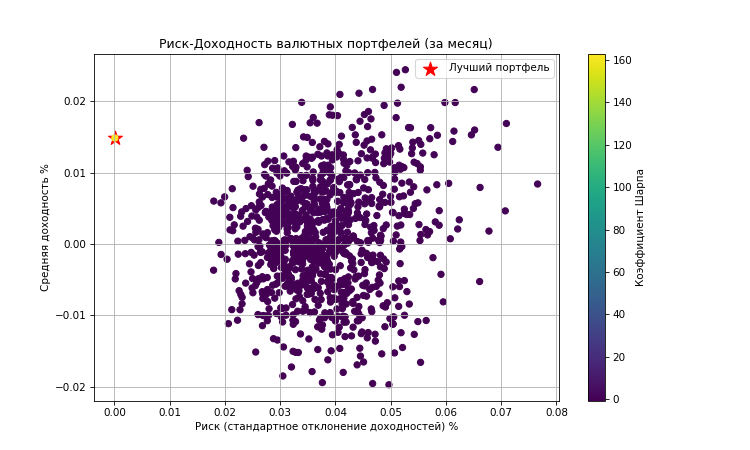 Риск-Доходность валютных портфелей (за месяц)
Лучший портфель
Средняя доходность %
0.02
0.01
0.00
−0.01
−0.02
0.00 0.01 0.02 0.03 0.04 0.05 0.06 0.07 0.08
Риск (стандартное отклонение доходностей) %
160
140
120
100
80
60
40
20
0
Коэффициент Шарпа